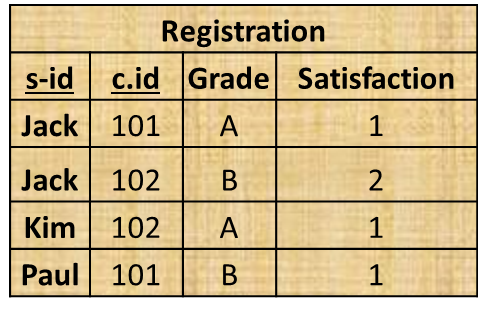 Registration
s-id c.id Grade Satisfaction
Jack 101 A 1
Jack 102 B 2
Kim 102 A 1
Paul 101 B 1